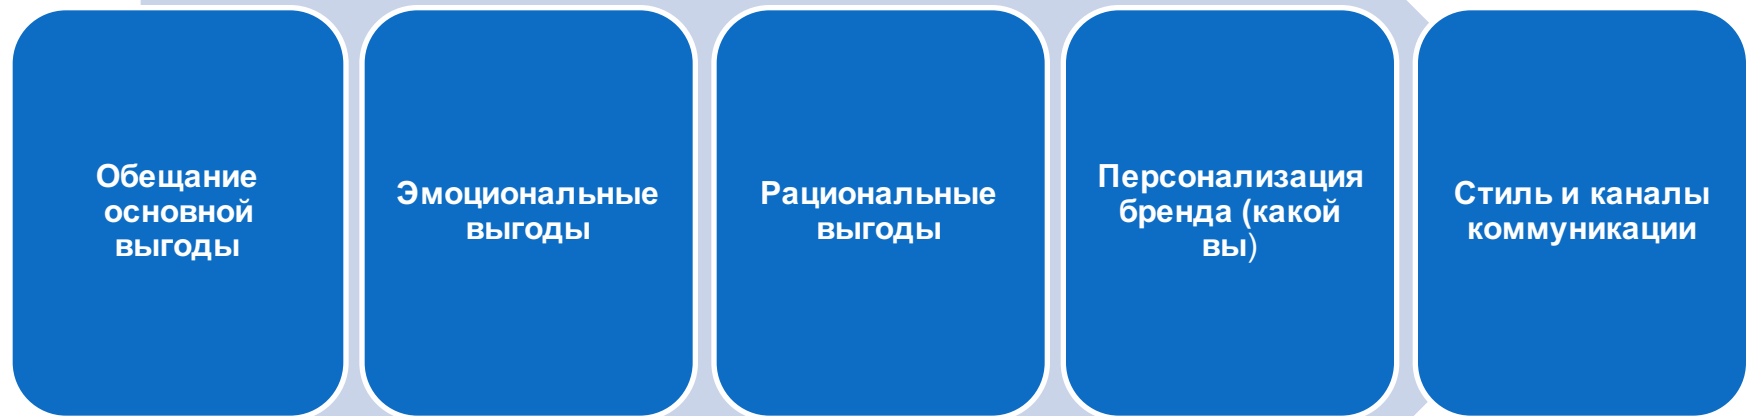 Обещание
основной
выгоды
Эмоциональные
выгоды
Рациональные
выгоды
Персонализация
бренда (какой
вы)
Стиль и каналы
коммуникации